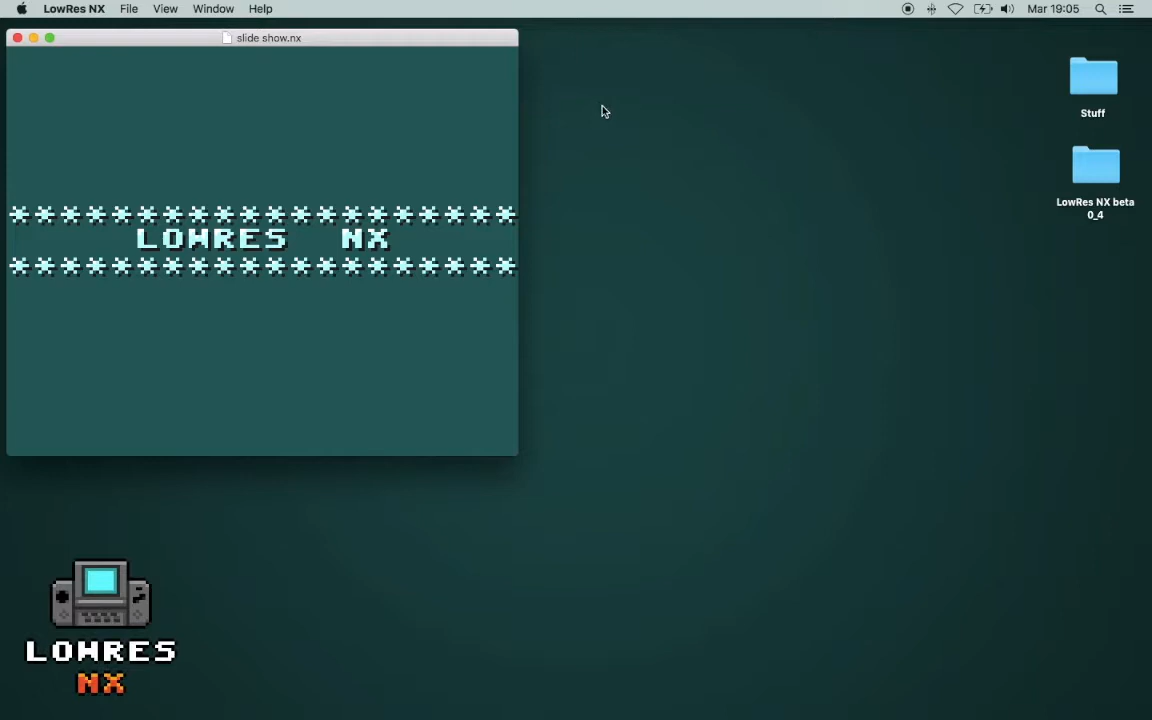 LowRes NX File View Window Help Mar 19:05
slide show.nx
********************
LOWRES NX
********************
Stuff
LowRes NX beta
0_4
LOWRES
NX